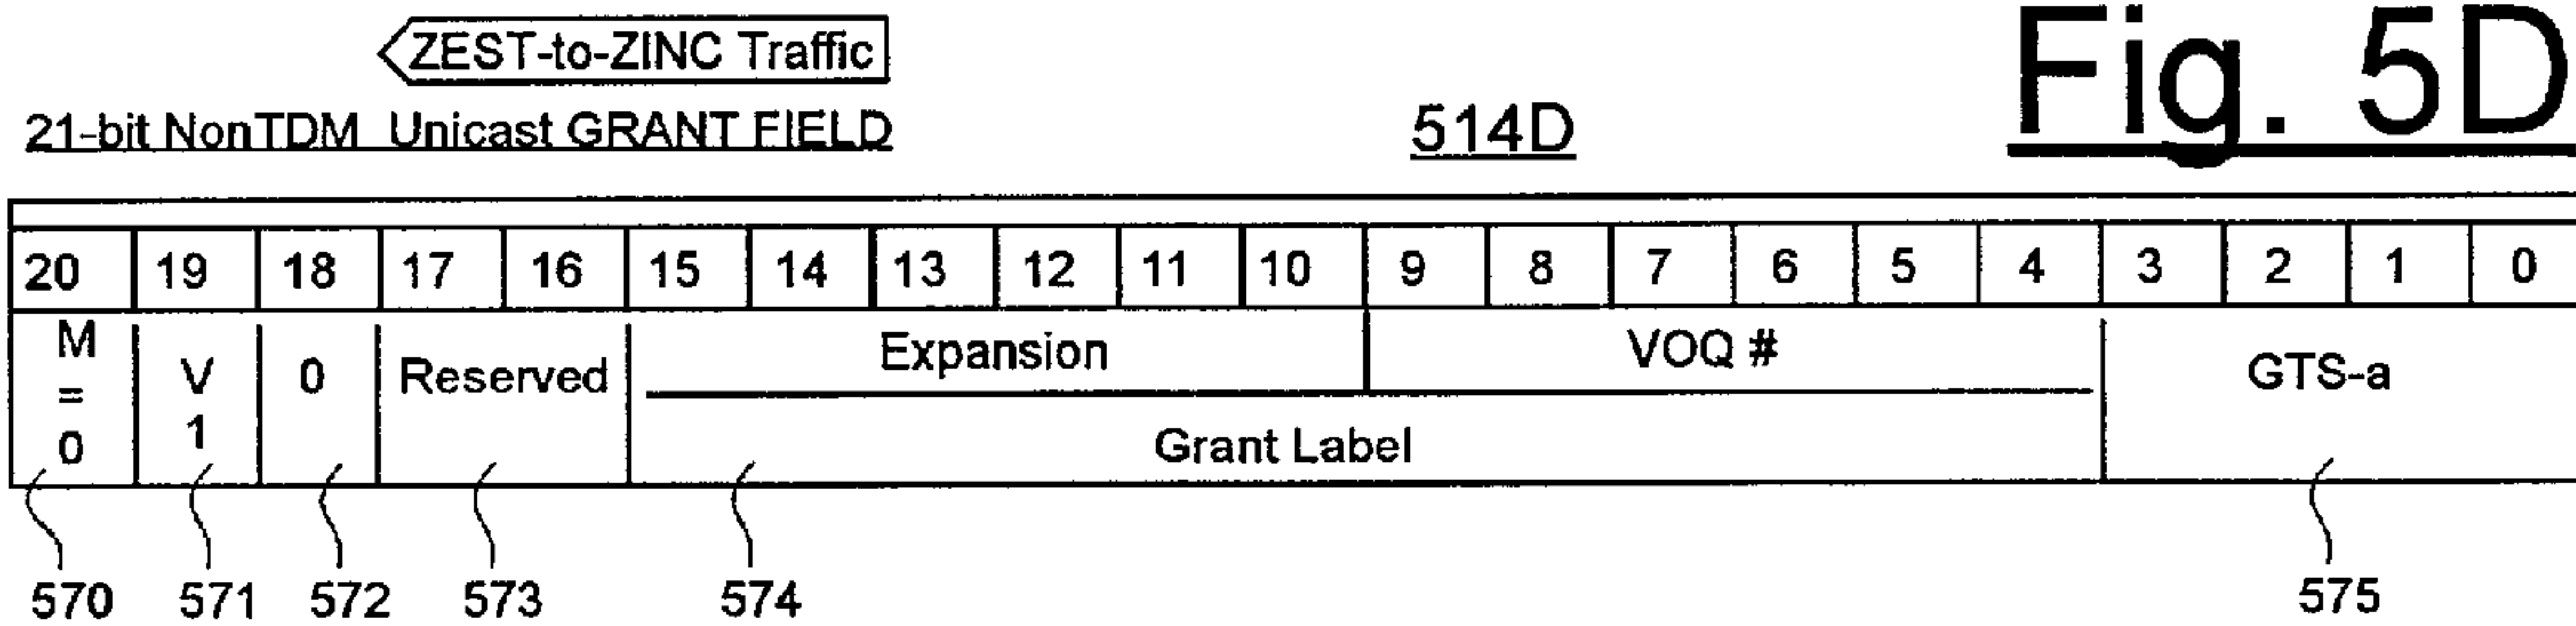 ZEST-to-ZINC Traffic
Fig. 5D
21-bit NonTDM Unicast GRANT FIELD
514D
20 19 18 17 16 15 14 13 12 11 10 9 8 7 6 5 4 3 2 1 0
M = 0
V 1
0
Reserved
Expansion
VOQ #
GTS-a
Grant Label
570 571 572 573 574 575